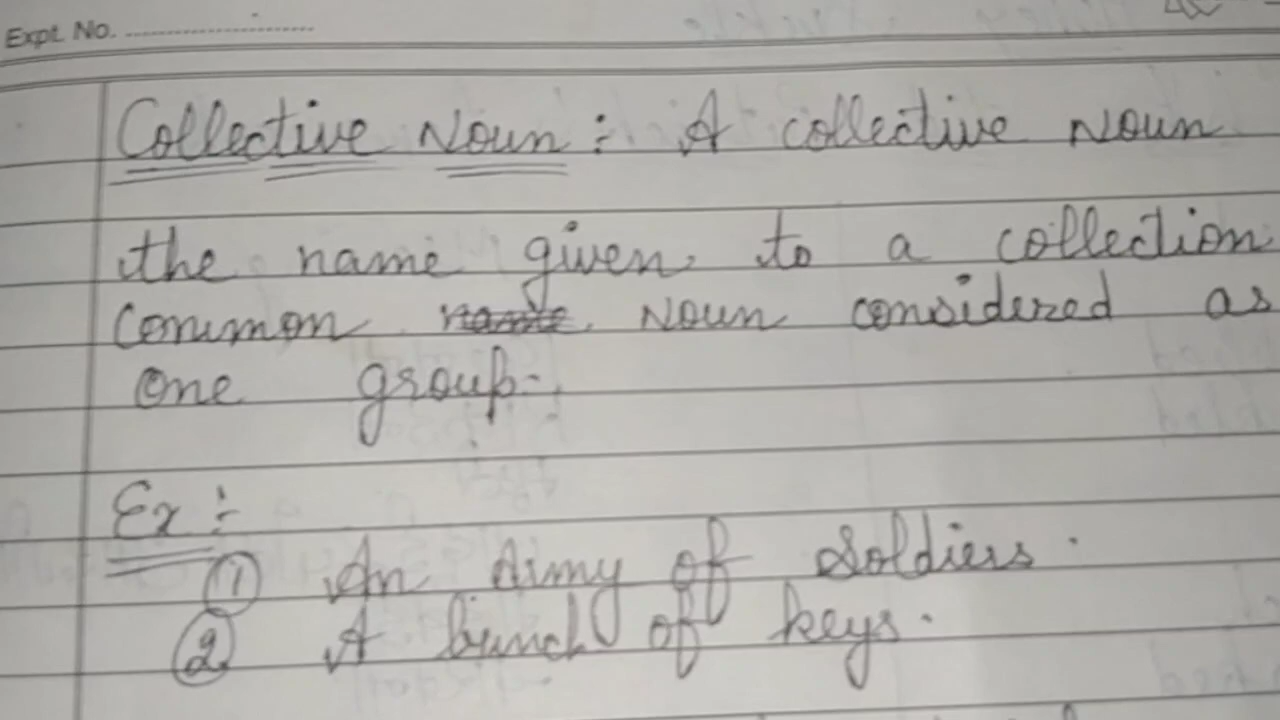 Expt. No. ........................
Collective Noun : A collective Noun
the name given to a collection
Common Noun considered as
one group.
Ex :-
① An Army of Soldiers.
② A bunch of keys.